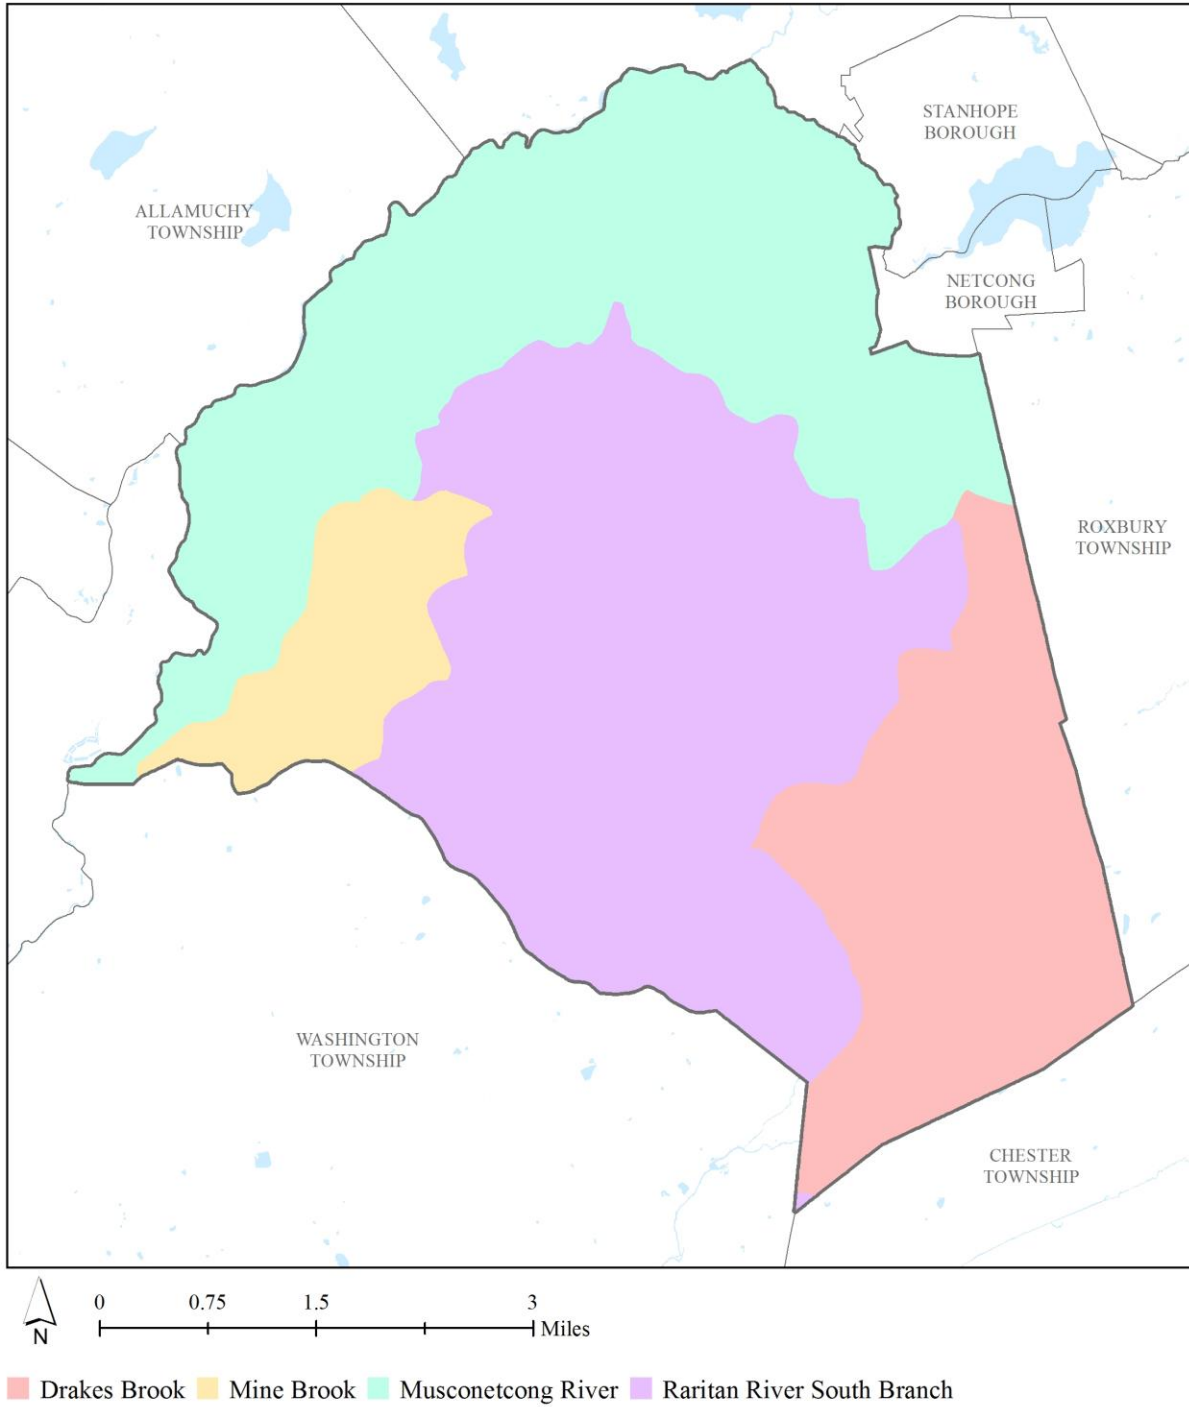 STANHOPE
BOROUGH
ALLAMUCHY
TOWNSHIP
NETCONG
BOROUGH
ROXBURY
TOWNSHIP
WASHINGTON
TOWNSHIP
CHESTER
TOWNSHIP
N
0 0.75 1.5 3
Miles
Drakes Brook Mine Brook Musconetcong River Raritan River South Branch